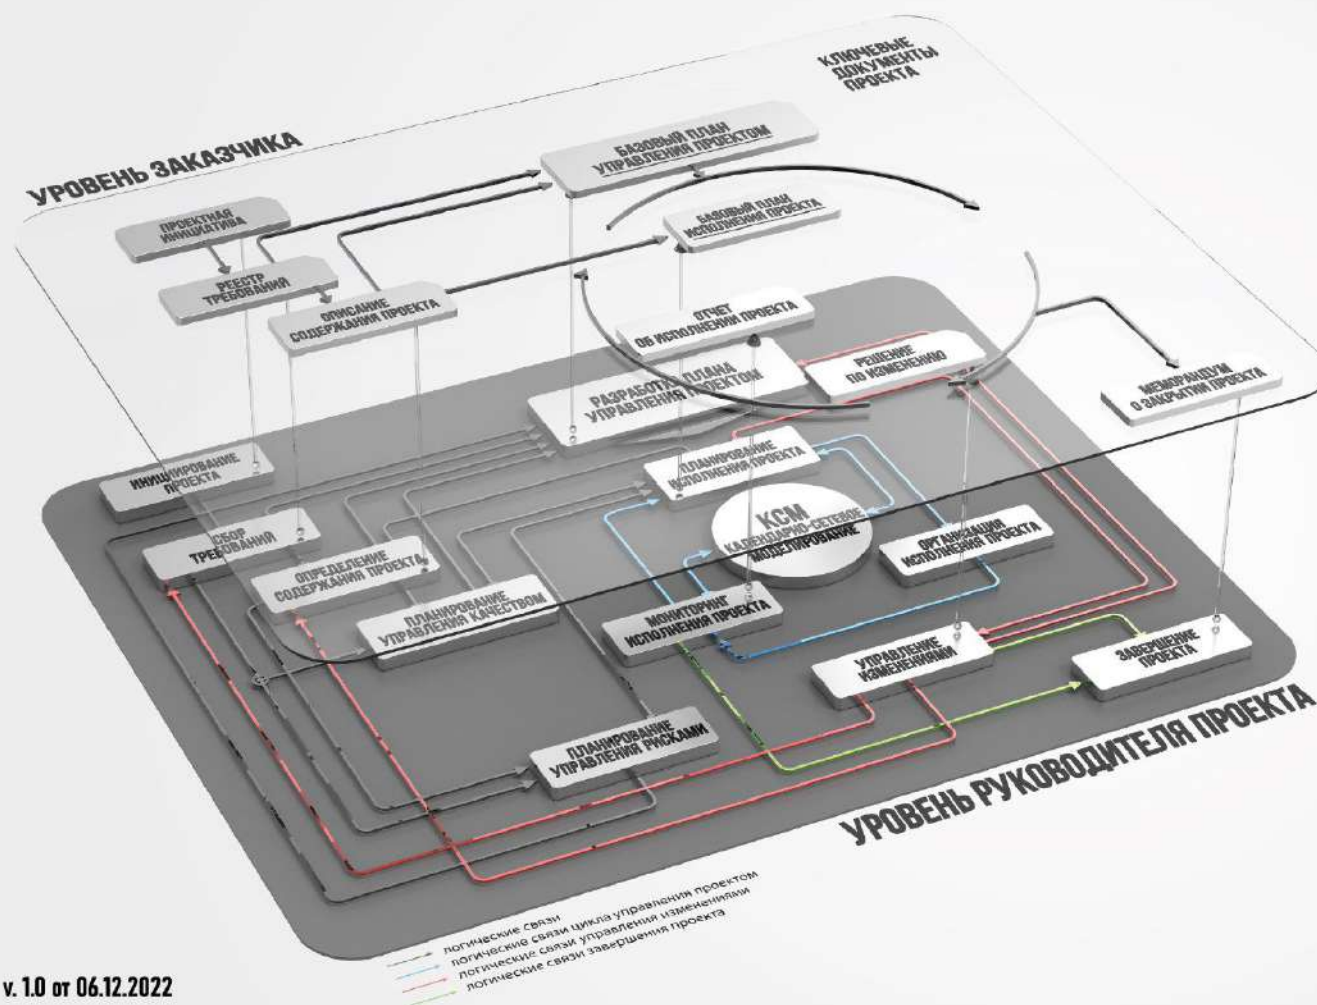 КЛЮЧЕВЫЕ
ДОКУМЕНТЫ
ПРОЕКТА
УРОВЕНЬ ЗАКАЗЧИКА
БАЗОВЫЙ ПЛАН
УПРАВЛЕНИЯ ПРОЕКТОМ
ПРОЕКТНАЯ
ИНИЦИАТИВА
БАЗОВЫЙ ПЛАН
ИСПОЛНЕНИЯ ПРОЕКТА
РЕЕСТР
ТРЕБОВАНИЯ
ОПИСАНИЕ
СОДЕРЖАНИЯ ПРОЕКТА
ОТЧЕТ
ОБ ИСПОЛНЕНИИ ПРОЕКТА
РЕШЕНИЕ
ПО ИЗМЕНЕНИЮ
МЕМОРАНДУМ
О ЗАКРЫТИИ ПРОЕКТА
РАЗРАБОТКА ПЛАНА
УПРАВЛЕНИЯ ПРОЕКТОМ
ИНИЦИИРОВАНИЕ
ПРОЕКТА
ПЛАНИРОВАНИЕ
ИСПОЛНЕНИЯ ПРОЕКТА
СБОР
ТРЕБОВАНИЙ
КСМ
КАЛЕНДАРНО-СЕТЕВОЕ
МОДЕЛИРОВАНИЕ
ОРГАНИЗАЦИЯ
ИСПОЛНЕНИЯ ПРОЕКТА
ОПРЕДЕЛЕНИЕ
СОДЕРЖАНИЯ ПРОЕКТА
ПЛАНИРОВАНИЕ
УПРАВЛЕНИЯ КАЧЕСТВОМ
МОНИТОРИНГ
ИСПОЛНЕНИЯ ПРОЕКТА
УПРАВЛЕНИЕ
ИЗМЕНЕНИЯМИ
ЗАВЕРШЕНИЕ
ПРОЕКТА
ПЛАНИРОВАНИЕ
УПРАВЛЕНИЯ РИСКАМИ
УРОВЕНЬ РУКОВОДИТЕЛЯ ПРОЕКТА
логические связи
логические связи цикла управления проектом
логические связи управления изменениями
логические связи завершения проекта
v. 1.0 от 06.12.2022